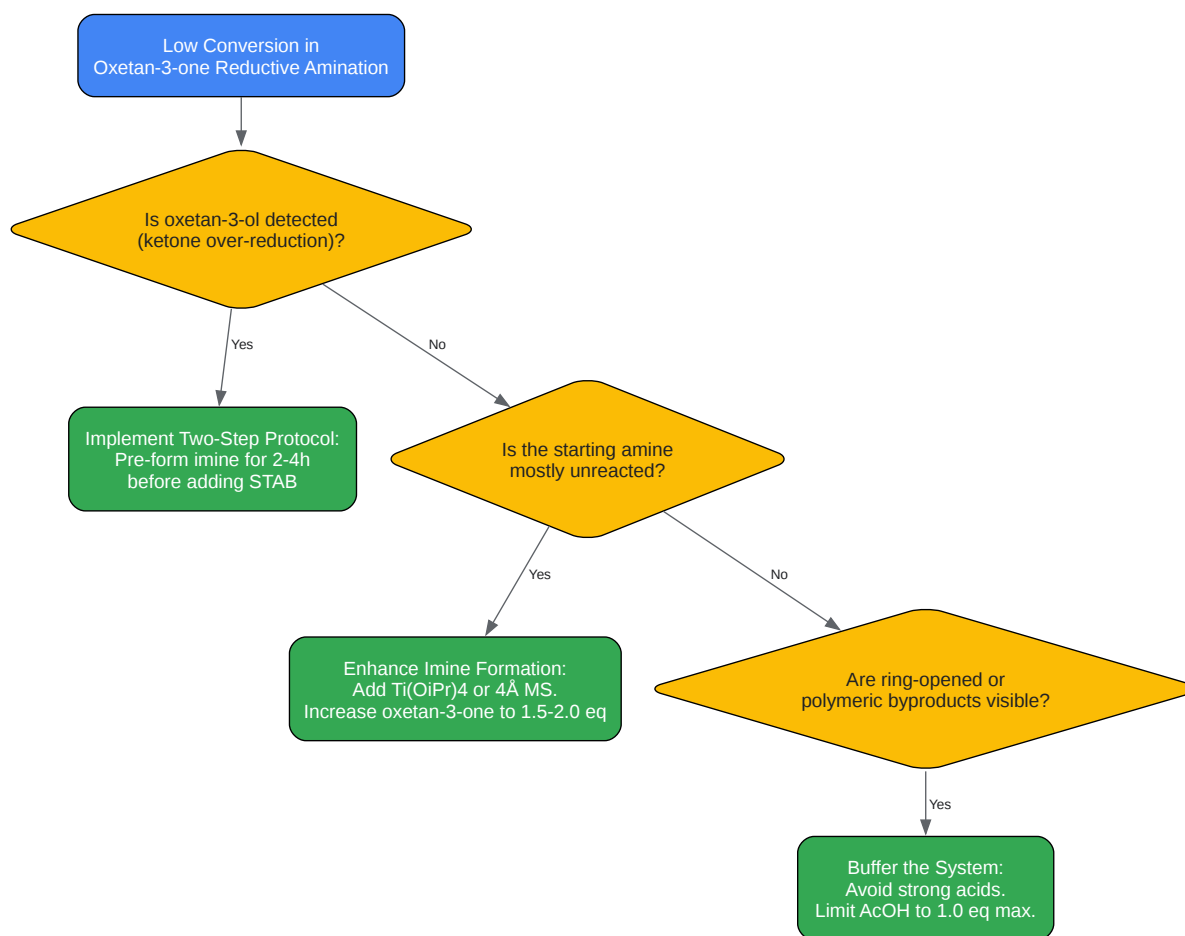 Low Conversion in
Oxetan-3-one Reductive Amination
Is oxetan-3-ol detected
(ketone over-reduction)?
Yes
No
Implement Two-Step Protocol:
Pre-form imine for 2-4h
before adding STAB
Is the starting amine
mostly unreacted?
Yes
No
Enhance Imine Formation:
Add Ti(OiPr)4 or 4Å MS.
Increase oxetan-3-one to 1.5-2.0 eq
Are ring-opened or
polymeric byproducts visible?
Yes
Buffer the System:
Avoid strong acids.
Limit AcOH to 1.0 eq max.